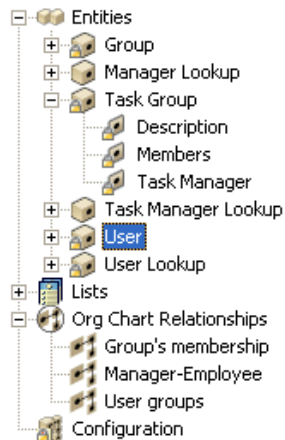 Entities
Group
Manager Lookup
Task Group
Description
Members
Task Manager
Task Manager Lookup
User
User Lookup
Lists
Org Chart Relationships
Group's membership
Manager-Employee
User groups
Configuration